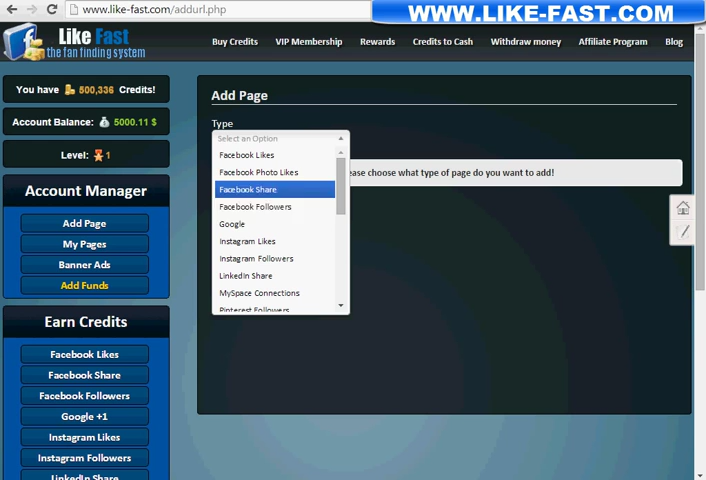 www.like-fast.com/addurl.php
WWW.LIKE-FAST.COM
Like Fast
the fan finding system
Buy Credits
VIP Membership
Rewards
Credits to Cash
Withdraw money
Affiliate Program
Blog
You have 500,336 Credits!
Account Balance: 5000.11 $
Level: 1
Account Manager
Add Page
My Pages
Banner Ads
Add Funds
Earn Credits
Facebook Likes
Facebook Share
Facebook Followers
Google +1
Instagram Likes
Instagram Followers
LinkedIn Share
Add Page
Type
Select an Option
Facebook Likes
Facebook Photo Likes
ease choose what type of page do you want to add!
Facebook Share
Facebook Followers
Google
Instagram Likes
Instagram Followers
LinkedIn Share
MySpace Connections
Pinterest Followers